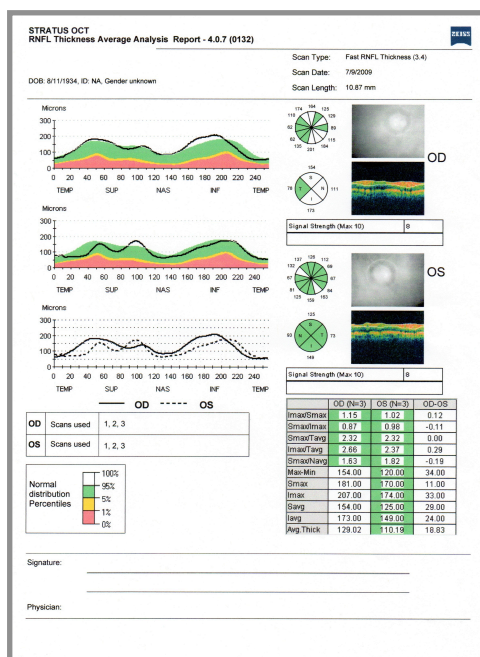 STRATUS OCT
RNFL Thickness Average Analysis Report - 4.0.7 (0132)
ZEISS
Scan Type: Fast RNFL Thickness (3.4)
Scan Date: 7/9/2009
DOB: 8/11/1934, ID: NA, Gender unknown
Scan Length: 10.87 mm
Microns
300
200
100
0
0 20 40 60 80 100 120 140 160 180 200 220 240
TEMP SUP NAS INF TEMP
174 184 125
118 129
62 89
62 115
135 201 184
OD
154
S
78 T N 111
I
173
Signal Strength (Max 10) 8
Microns
300
200
100
0
0 20 40 60 80 100 120 140 160 180 200 220 240
TEMP SUP NAS INF TEMP
137 126 112
132 68
67 67
81 84
125 159 163
OS
125
S
93 N T 73
I
149
Signal Strength (Max 10) 8
Microns
300
200
100
0
0 20 40 60 80 100 120 140 160 180 200 220 240
TEMP SUP NAS INF TEMP
OD OS
OD Scans used 1, 2, 3
OS Scans used 1, 2, 3
Normal distribution Percentiles
100%
95%
5%
1%
0%
OD (N=3) OS (N=3) OD-OS
Imax/Smax 1.15 1.02 0.12
Smax/Imax 0.87 0.98 -0.11
Smax/Tavg 2.32 2.32 0.00
Imax/Tavg 2.66 2.37 0.29
Smax/Navg 1.63 1.82 -0.19
Max-Min 154.00 120.00 34.00
Smax 181.00 170.00 11.00
Imax 207.00 174.00 33.00
Savg 154.00 125.00 29.00
Iavg 173.00 149.00 24.00
Avg.Thick 129.02 110.19 18.83
Signature:
Physician: